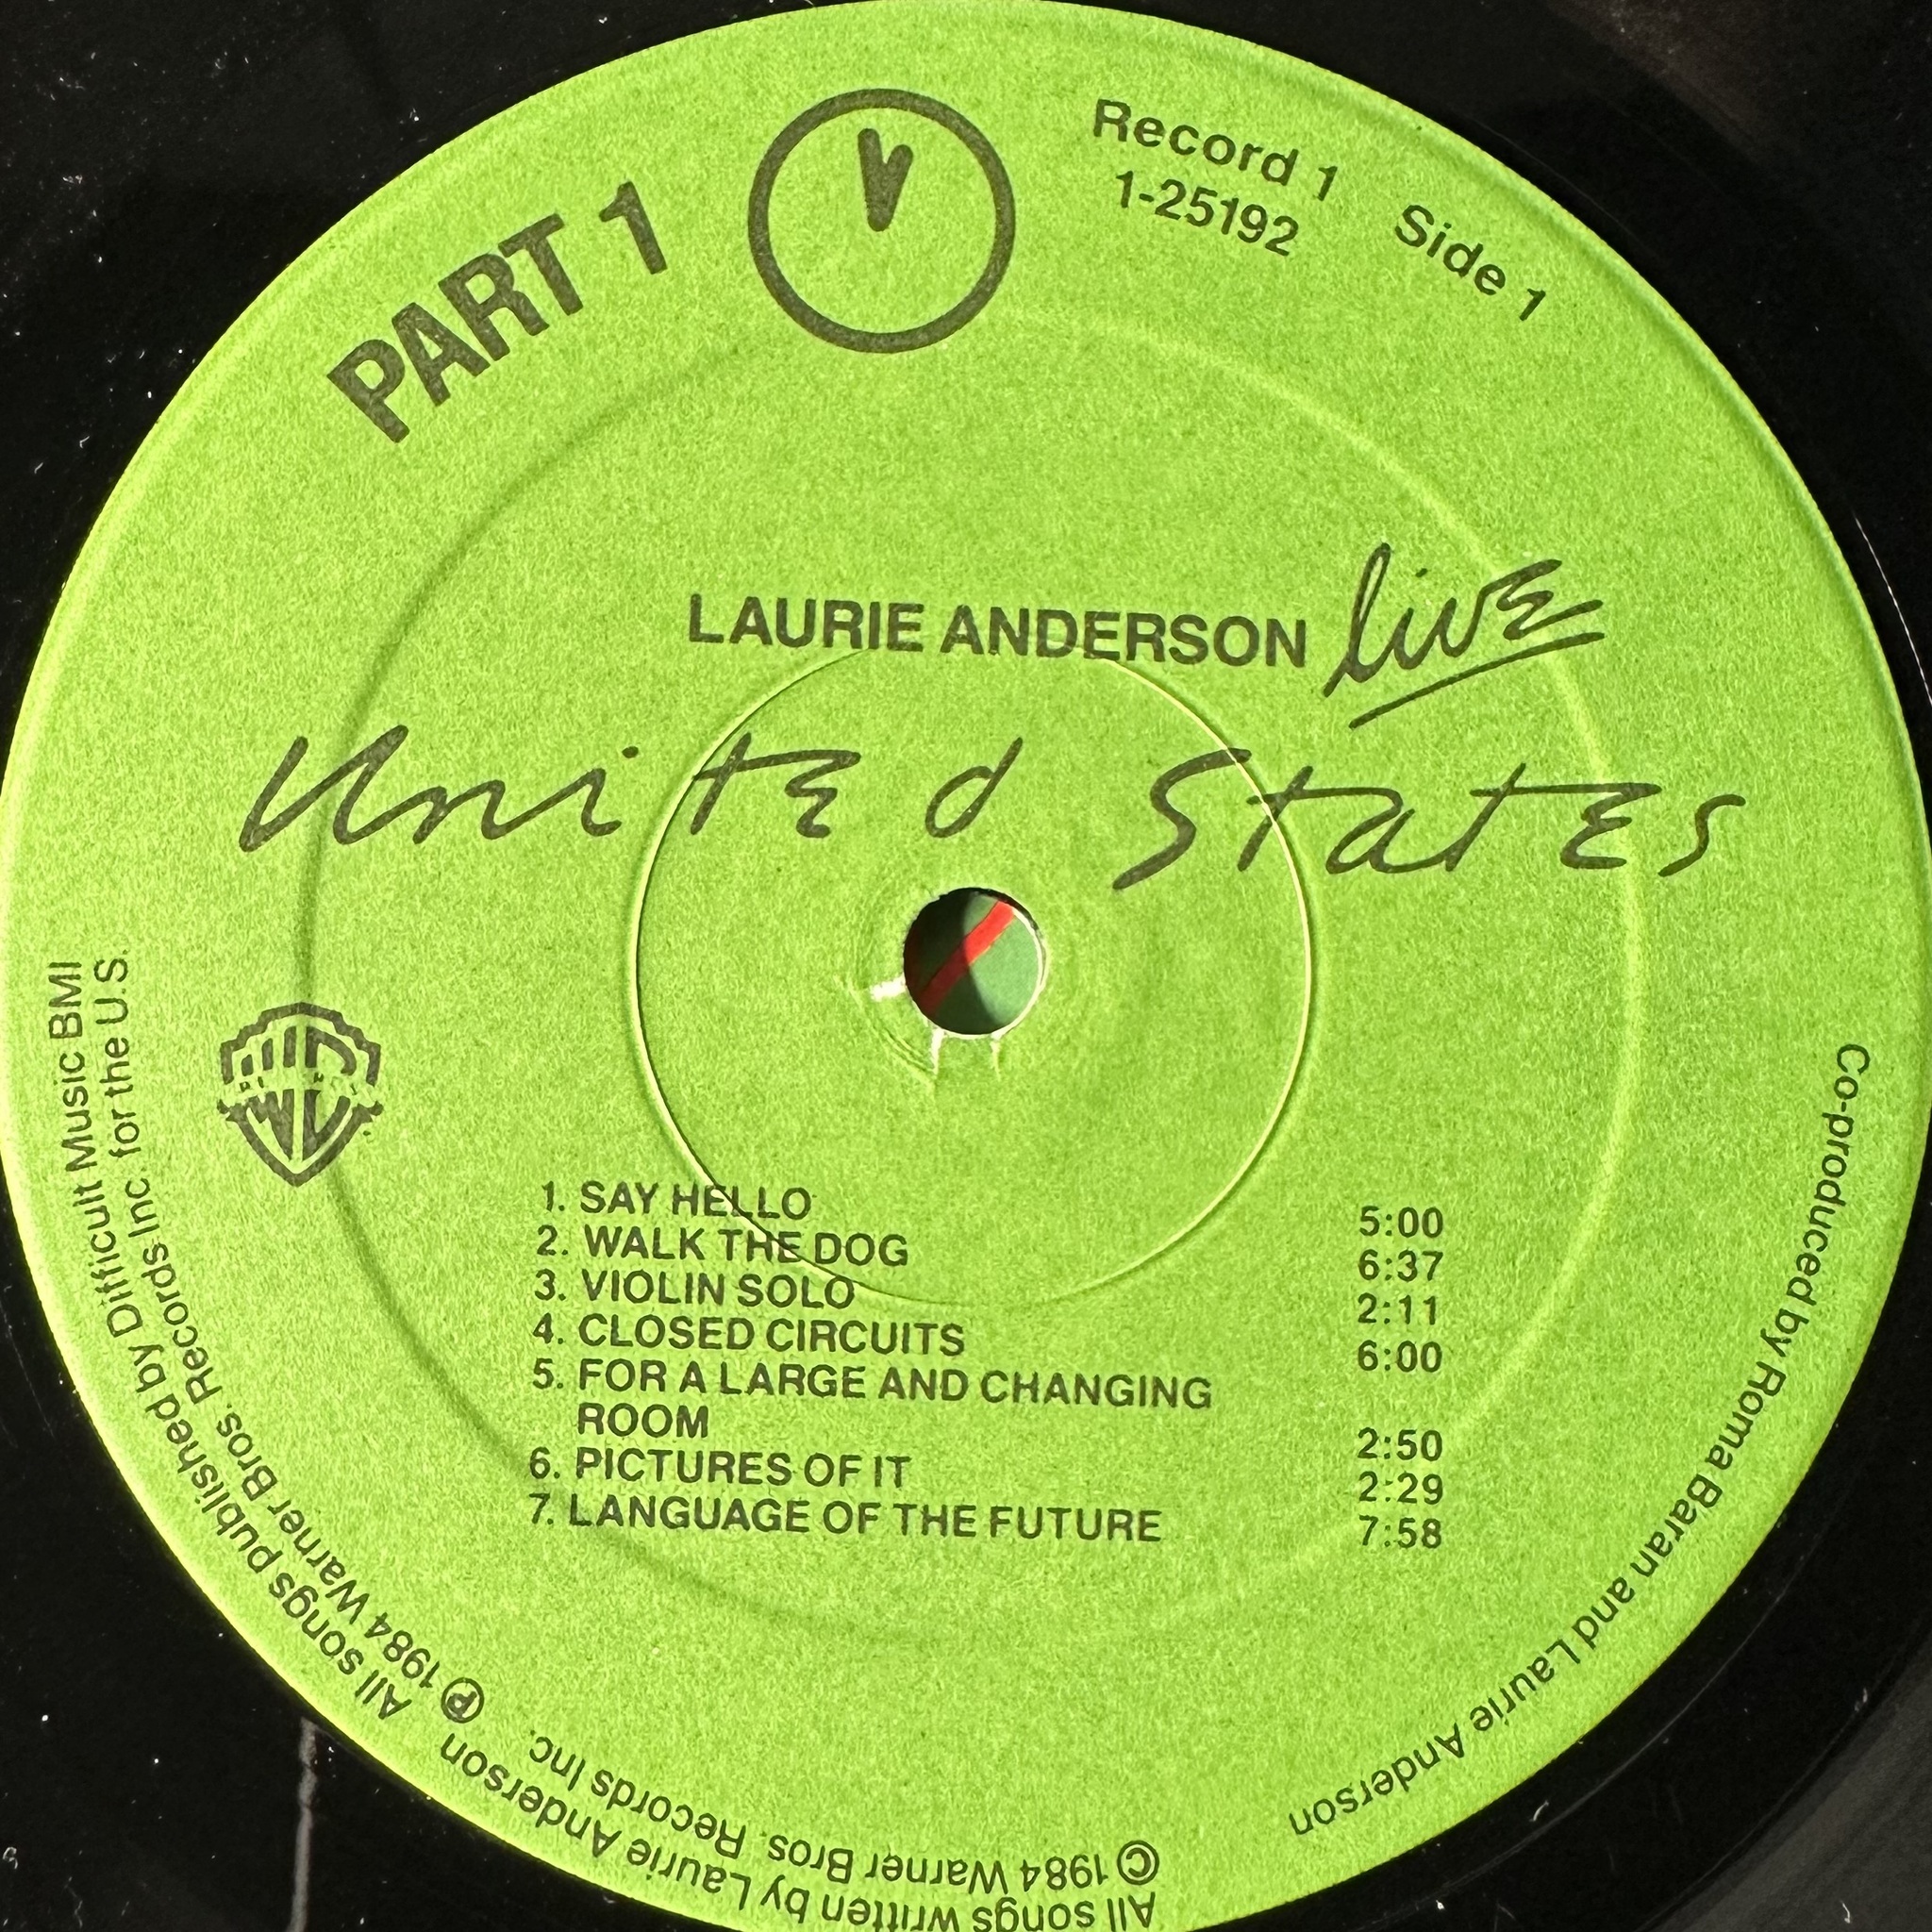 PART 1
Record 1 Side 1
1-25192
LAURIE ANDERSON live
United States
1. SAY HELLO 5:00
2. WALK THE DOG 6:37
3. VIOLIN SOLO 2:11
4. CLOSED CIRCUITS 6:00
5. FOR A LARGE AND CHANGING
ROOM 2:50
6. PICTURES OF IT 2:29
7. LANGUAGE OF THE FUTURE 7:58
Co-produced by Roma Baran and Laurie Anderson
All songs written by Laurie Anderson All songs published by Difficult Music BMI
© 1984 Warner Bros. Records Inc. ℗ 1984 Warner Bros. Records Inc. for the U.S.